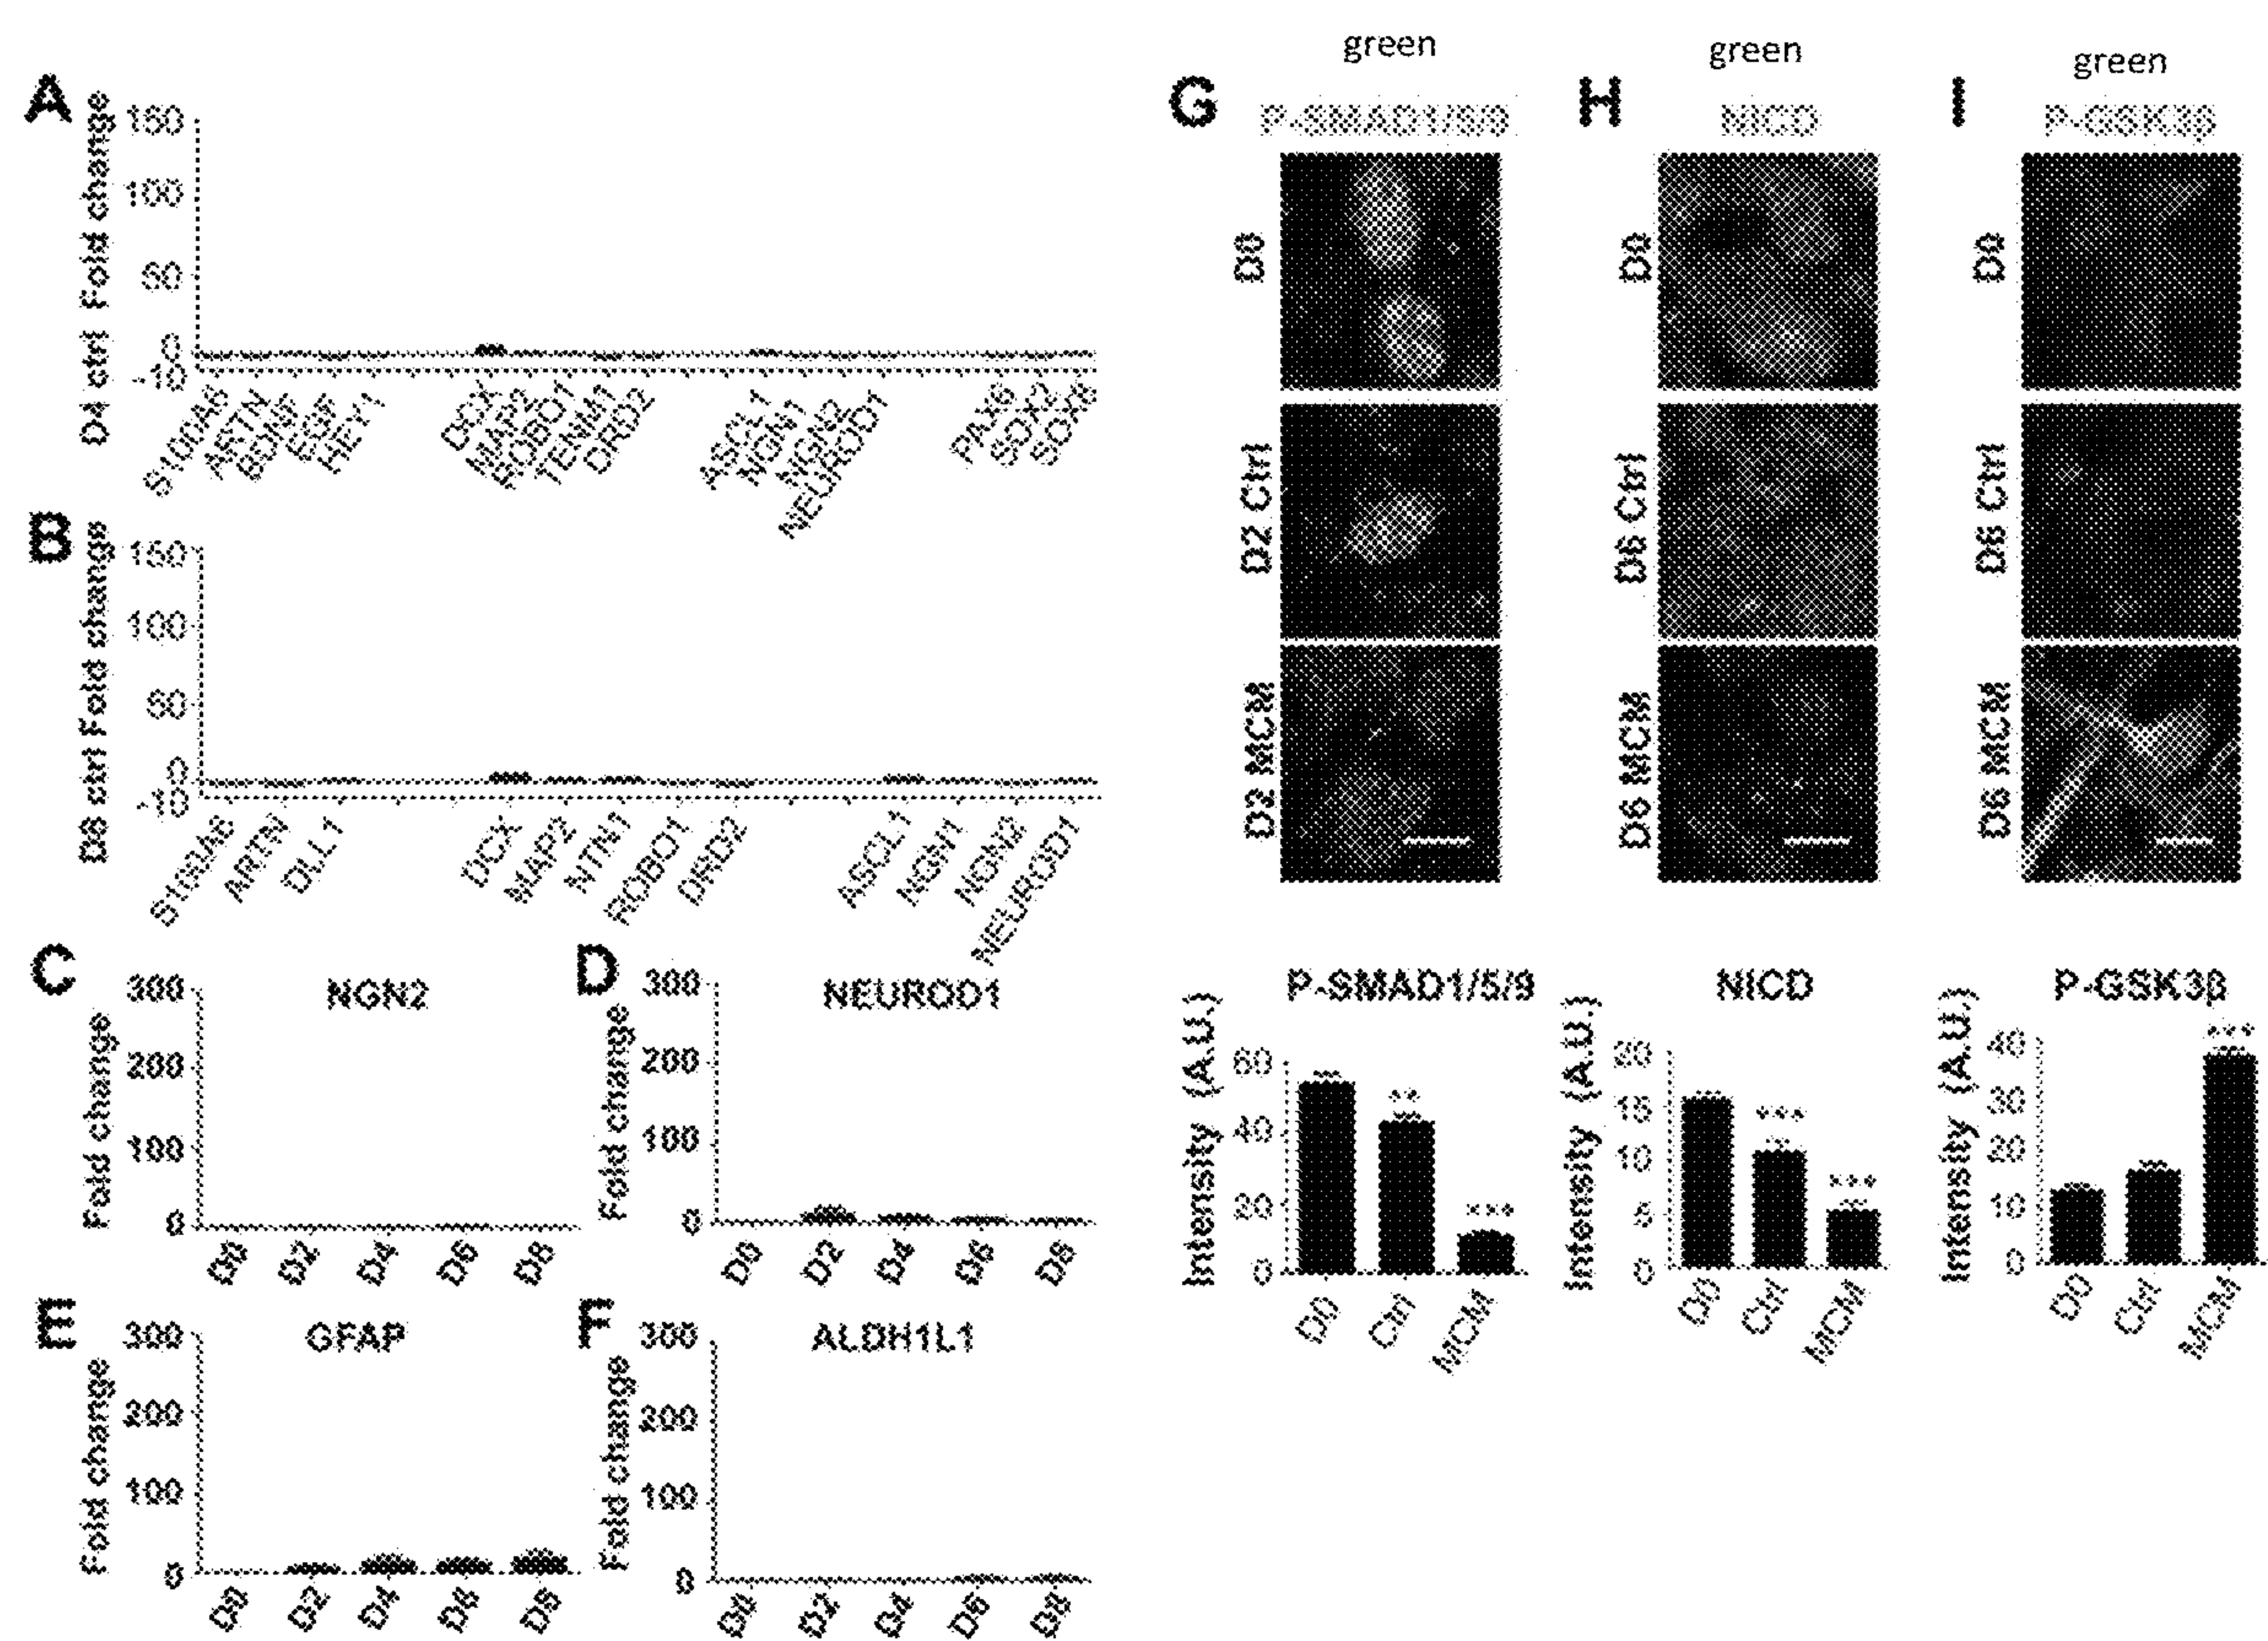 A
D4 ctrl Fold change
150
100
50
0
-10
S100A6
ARTN
BDNF
EGF
HEY1
DCX
MAP2
ROBO1
TENM1
DRD2
ASCL1
NGN1
NGN2
NEUROD1
PAX6
SOX2
B
D8 ctrl Fold change
150
100
50
0
-10
S100A6
ARTN
DLL1
DCX
MAP2
NTN1
ROBO1
DRD2
ASCL1
NGN1
NGN2
NEUROD1
C
NGN2
Fold change
300
200
100
0
D0
D2
D4
D6
D8
D
NEUROD1
Fold change
300
200
100
0
D0
D2
D4
D6
D8
E
GFAP
Fold change
300
200
100
0
D0
D2
D4
D6
D8
F
ALDH1L1
Fold change
300
200
100
0
D0
D2
D4
D6
D8
green
G
P-SMAD1/5/9
D0
D2 Ctrl
D2 MCM
P-SMAD1/5/9
Intensity (A.U.)
60
40
20
0
**
***
D0
Ctrl
MCM
green
H
NICD
D0
D6 Ctrl
D6 MCM
NICD
Intensity (A.U.)
20
15
10
5
0
***
***
D0
Ctrl
MCM
green
I
P-GSK3β
D0
D6 Ctrl
D6 MCM
P-GSK3β
Intensity (A.U.)
40
30
20
10
0
***
D0
Ctrl
MCM